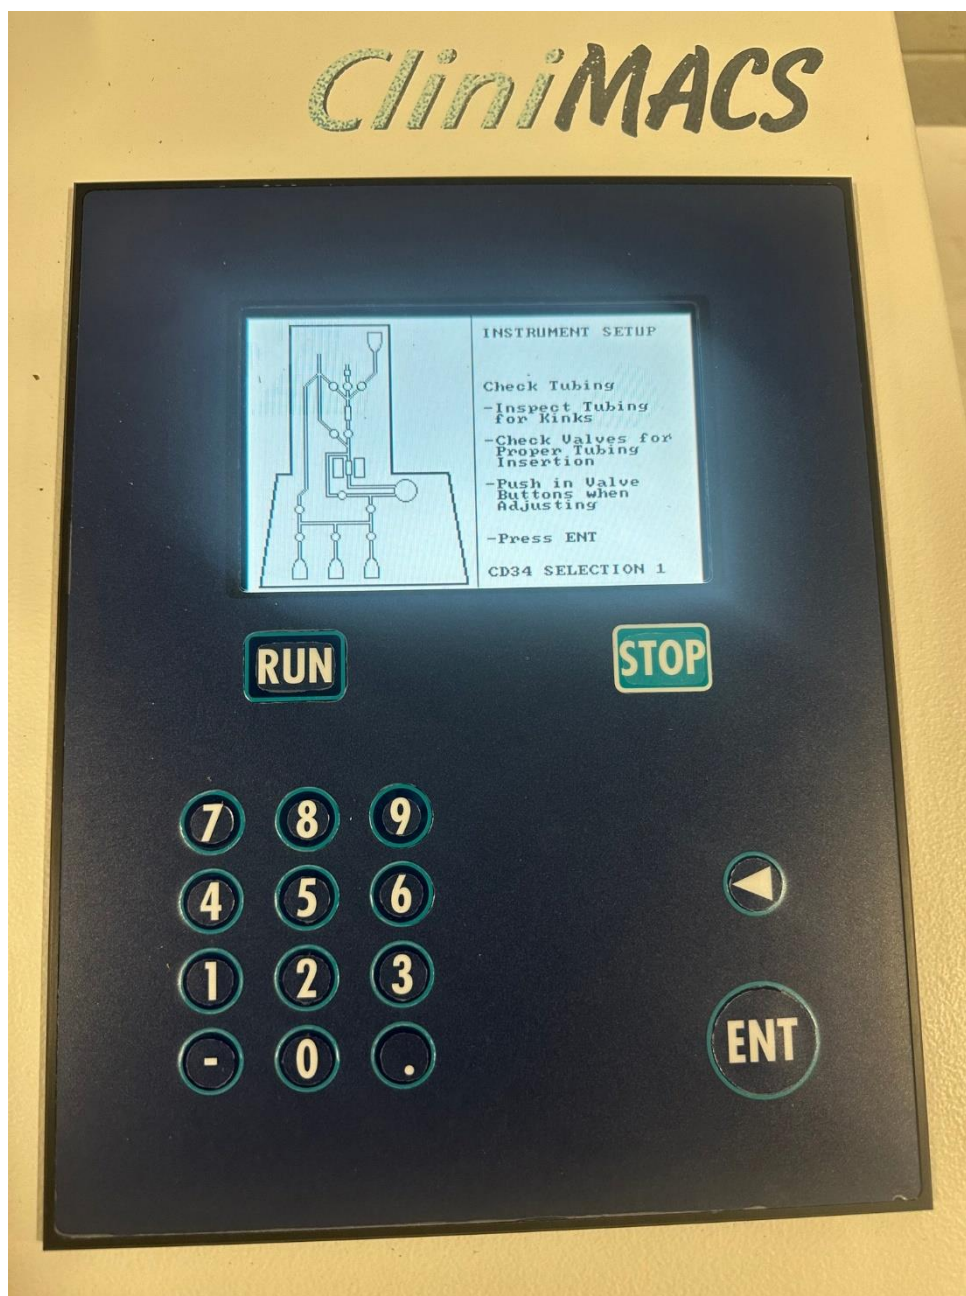 CliniMACS
INSTRUMENT SETUP
Check Tubing
-Inspect Tubing
for Kinks
-Check Valves for
Proper Tubing
Insertion
-Push in Valve
Buttons when
Adjusting
-Press ENT
CD34 SELECTION 1
RUN STOP
7 8 9
4 5 6
1 2 3
- 0 .
ENT